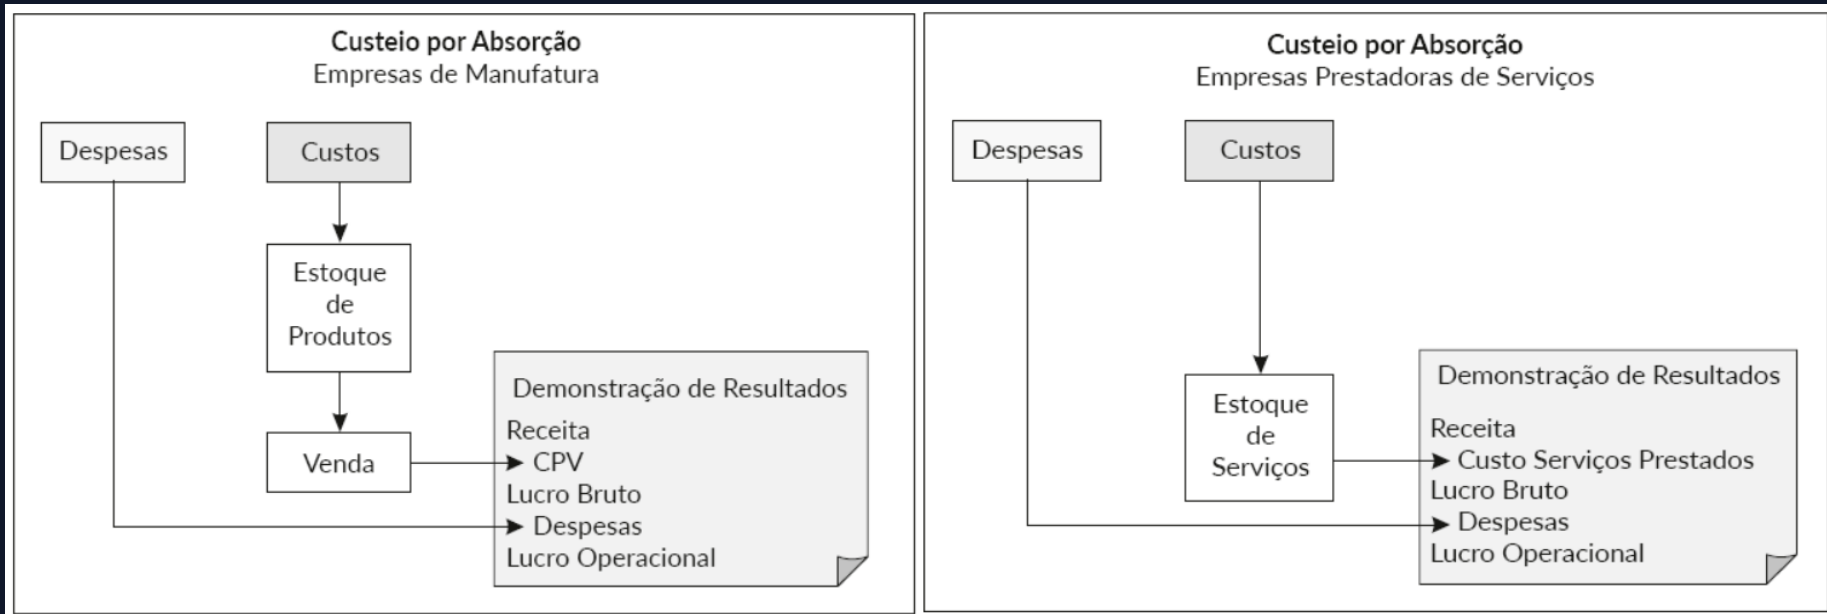 Custeio por Absorção
Empresas de Manufatura
Despesas
Custos
Estoque
de
Produtos
Venda
Demonstração de Resultados
Receita
CPV
Lucro Bruto
Despesas
Lucro Operacional
Custeio por Absorção
Empresas Prestadoras de Serviços
Despesas
Custos
Estoque
de
Serviços
Demonstração de Resultados
Receita
Custo Serviços Prestados
Lucro Bruto
Despesas
Lucro Operacional